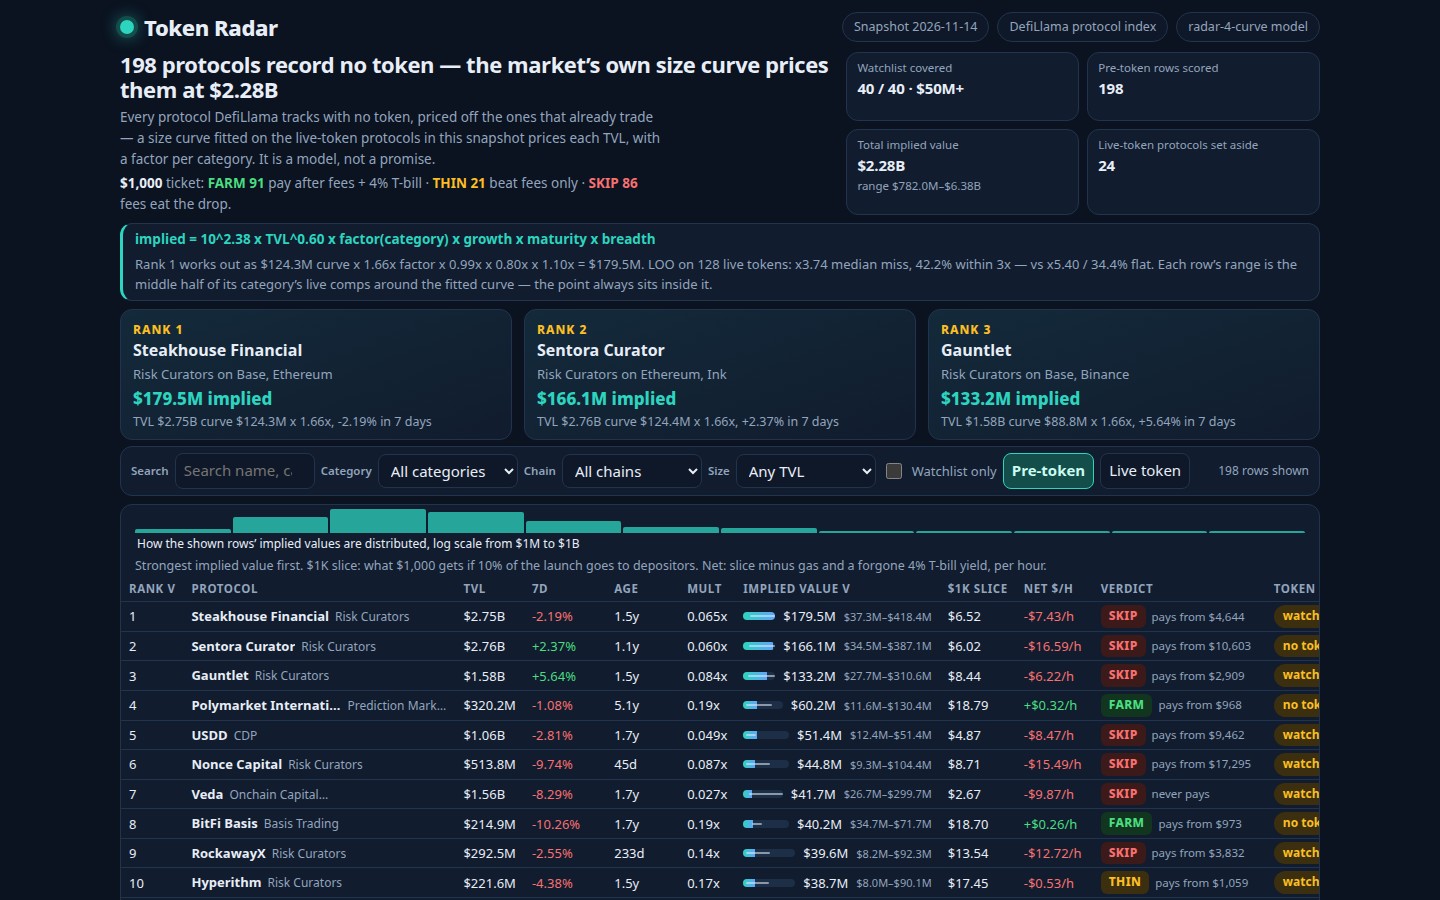 Token Radar
Snapshot 2026-11-14
DefiLlama protocol index
radar-4-curve model
198 protocols record no token — the market’s own size curve prices
them at $2.28B
Every protocol DefiLlama tracks with no token, priced off the ones that already trade
— a size curve fitted on the live-token protocols in this snapshot prices each TVL, with
a factor per category. It is a model, not a promise.
$1,000 ticket: FARM 91 pay after fees + 4% T-bill · THIN 21 beat fees only · SKIP 86
fees eat the drop.
Watchlist covered
40 / 40 · $50M+
Pre-token rows scored
198
Total implied value
$2.28B
range $782.0M–$6.38B
Live-token protocols set aside
24
implied = 10^2.38 x TVL^0.60 x factor(category) x growth x maturity x breadth
Rank 1 works out as $124.3M curve x 1.66x factor x 0.99x x 0.80x x 1.10x = $179.5M. LOO on 128 live tokens: x3.74 median miss, 42.2% within 3x — vs x5.40 / 34.4% flat. Each row’s range is the
middle half of its category’s live comps around the fitted curve — the point always sits inside it.
RANK 1
Steakhouse Financial
Risk Curators on Base, Ethereum
$179.5M implied
TVL $2.75B curve $124.3M x 1.66x, -2.19% in 7 days
RANK 2
Sentora Curator
Risk Curators on Ethereum, Ink
$166.1M implied
TVL $2.76B curve $124.4M x 1.66x, +2.37% in 7 days
RANK 3
Gauntlet
Risk Curators on Base, Binance
$133.2M implied
TVL $1.58B curve $88.8M x 1.66x, +5.64% in 7 days
Search Search name, c Category All categories Chain All chains Size Any TVL Watchlist only Pre-token Live token 198 rows shown
How the shown rows’ implied values are distributed, log scale from $1M to $1B
Strongest implied value first. $1K slice: what $1,000 gets if 10% of the launch goes to depositors. Net: slice minus gas and a forgone 4% T-bill yield, per hour.
RANK V PROTOCOL TVL 7D AGE MULT IMPLIED VALUE V $1K SLICE NET $/H VERDICT TOKEN
1 Steakhouse Financial Risk Curators $2.75B -2.19% 1.5y 0.065x $179.5M $37.3M–$418.4M $6.52 -$7.43/h SKIP pays from $4,644 watch
2 Sentora Curator Risk Curators $2.76B +2.37% 1.1y 0.060x $166.1M $34.5M–$387.1M $6.02 -$16.59/h SKIP pays from $10,603 no tok
3 Gauntlet Risk Curators $1.58B +5.64% 1.5y 0.084x $133.2M $27.7M–$310.6M $8.44 -$6.22/h SKIP pays from $2,909 watch
4 Polymarket Internati... Prediction Mark... $320.2M -1.08% 5.1y 0.19x $60.2M $11.6M–$130.4M $18.79 +$0.32/h FARM pays from $968 no tok
5 USDD CDP $1.06B -2.81% 1.7y 0.049x $51.4M $12.4M–$51.4M $4.87 -$8.47/h SKIP pays from $9,462 watch
6 Nonce Capital Risk Curators $513.8M -9.74% 45d 0.087x $44.8M $9.3M–$104.4M $8.71 -$15.49/h SKIP pays from $17,295 watch
7 Veda Onchain Capital... $1.56B -8.29% 1.7y 0.027x $41.7M $26.7M–$299.7M $2.67 -$9.87/h SKIP never pays watch
8 BitFi Basis Basis Trading $214.9M -10.26% 1.7y 0.19x $40.2M $34.7M–$71.7M $18.70 +$0.26/h FARM pays from $973 no tok
9 RockawayX Risk Curators $292.5M -2.55% 233d 0.14x $39.6M $8.2M–$92.3M $13.54 -$12.72/h SKIP pays from $3,832 watch
10 Hyperithm Risk Curators $221.6M -4.38% 1.5y 0.17x $38.7M $8.0M–$90.1M $17.45 -$0.53/h THIN pays from $1,059 watch